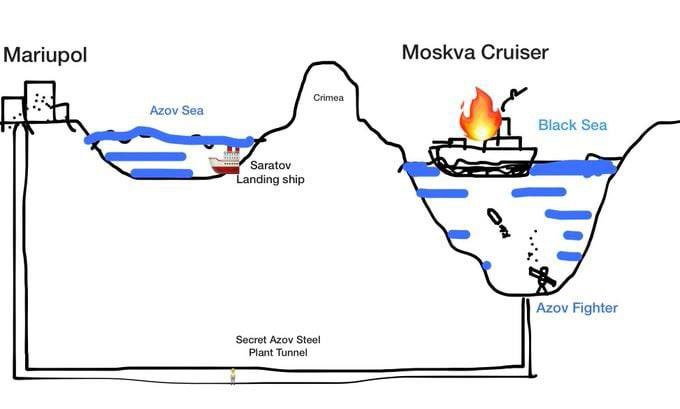 Mariupol
Moskva Cruiser
Crimea
Azov Sea
Black Sea
Saratov
Landing ship
Azov Fighter
Secret Azov Steel
Plant Tunnel